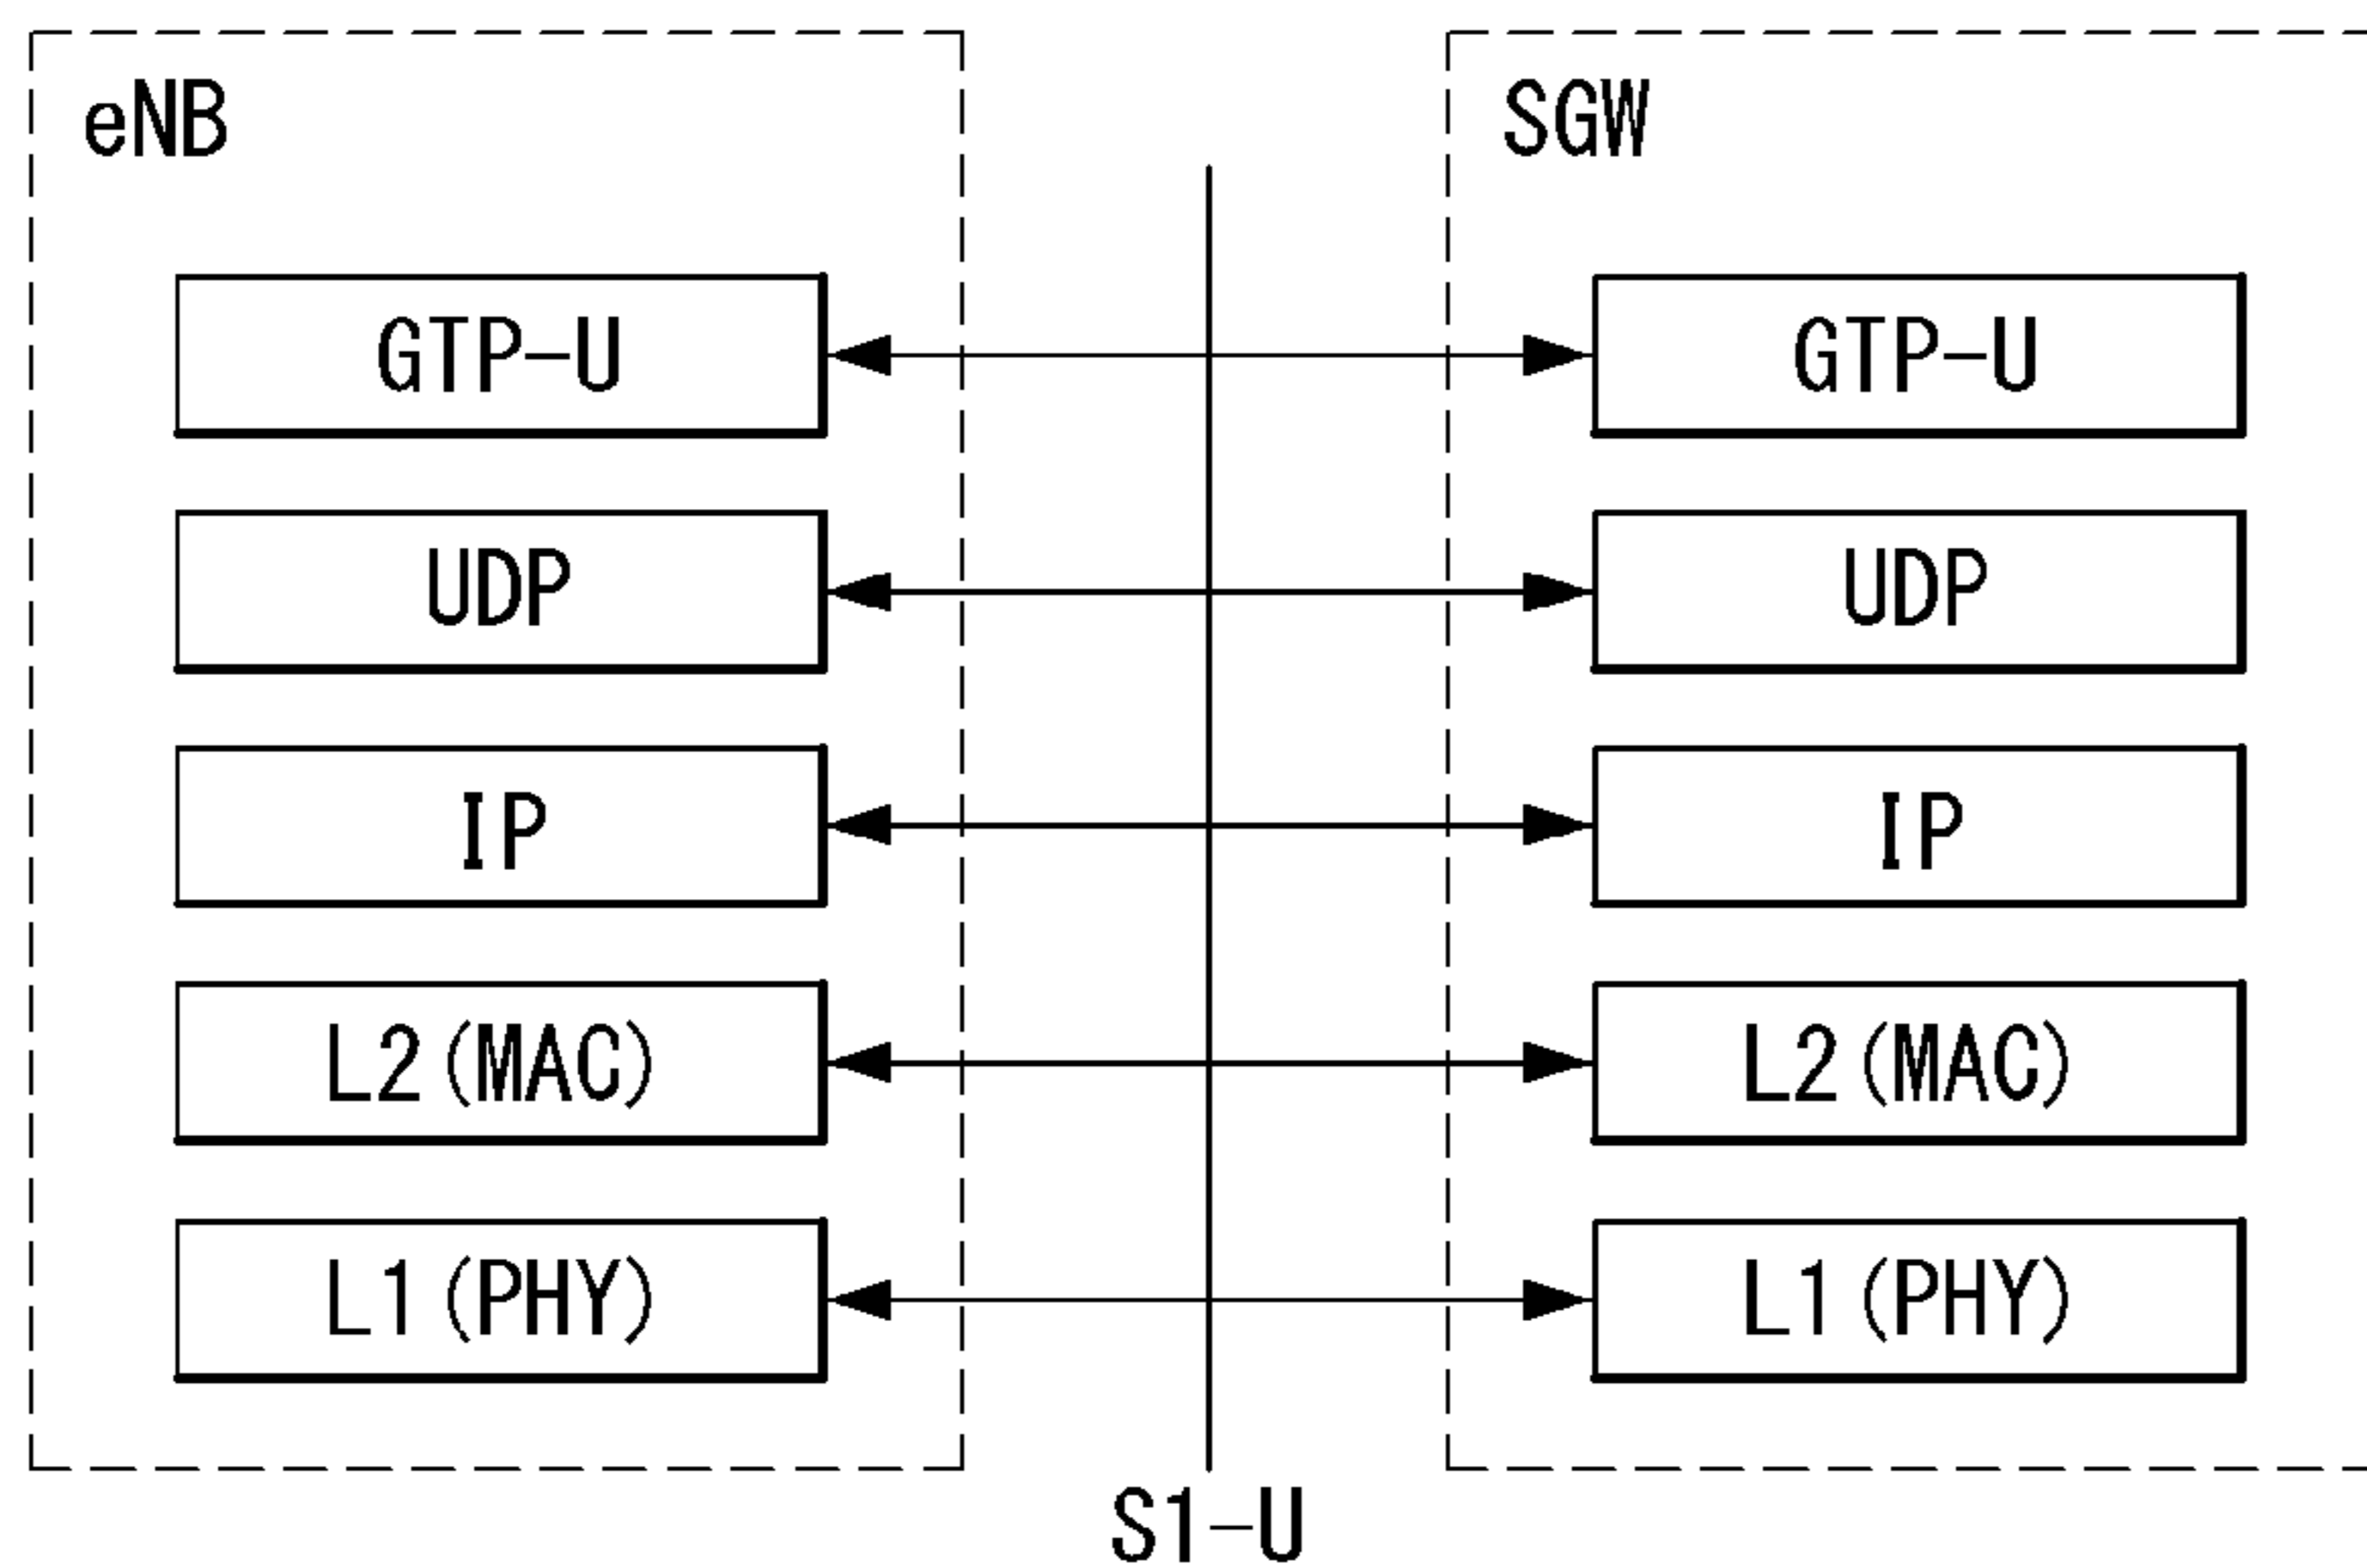 eNB
SGW
GTP-U
GTP-U
UDP
UDP
IP
IP
L2(MAC)
L2(MAC)
L1(PHY)
L1(PHY)
S1-U